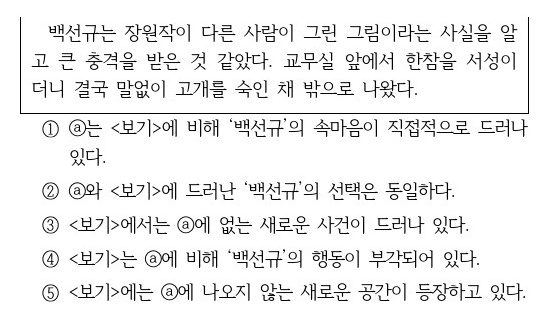 백선규는 장원작이 다른 사람이 그린 그림이라는 사실을 알
고 큰 충격을 받은 것 같았다. 교무실 앞에서 한참을 서성이
더니 결국 말없이 고개를 숙인 채 밖으로 나왔다.
① ⓐ는 <보기>에 비해 ‘백선규’의 속마음이 직접적으로 드러나
있다.
② ⓐ와 <보기>에 드러난 ‘백선규’의 선택은 동일하다.
③ <보기>에서는 ⓐ에 없는 새로운 사건이 드러나 있다.
④ <보기>는 ⓐ에 비해 ‘백선규’의 행동이 부각되어 있다.
⑤ <보기>에는 ⓐ에 나오지 않는 새로운 공간이 등장하고 있다.